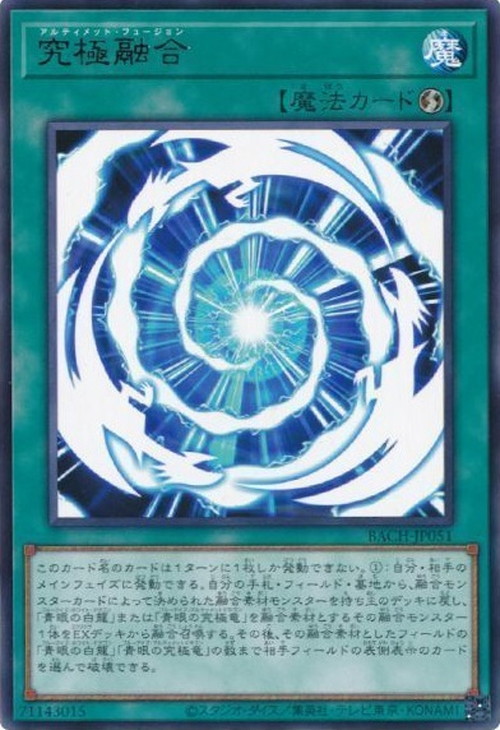 アルティメット・フュージョン
究極融合
魔
【魔法カード】
BACH-JP051
このカード名のカードは1ターンに1枚しか発動できない。①:自分・相手の
メインフェイズに発動できる。自分の手札・フィールド・墓地から、融合モン
スターカードによって決められた融合素材モンスターを持ち主のデッキに戻し、
「青眼の白龍」または「青眼の究極竜」を融合素材とするその融合モンスター
1体をEXデッキから融合召喚する。その後、その融合素材としたフィールドの
「青眼の白龍」「青眼の究極竜」の数まで相手フィールドの表側表示のカード
を選んで破壊できる。
71143015
©スタジオ・ダイス/集英社・テレビ東京・KONAMI